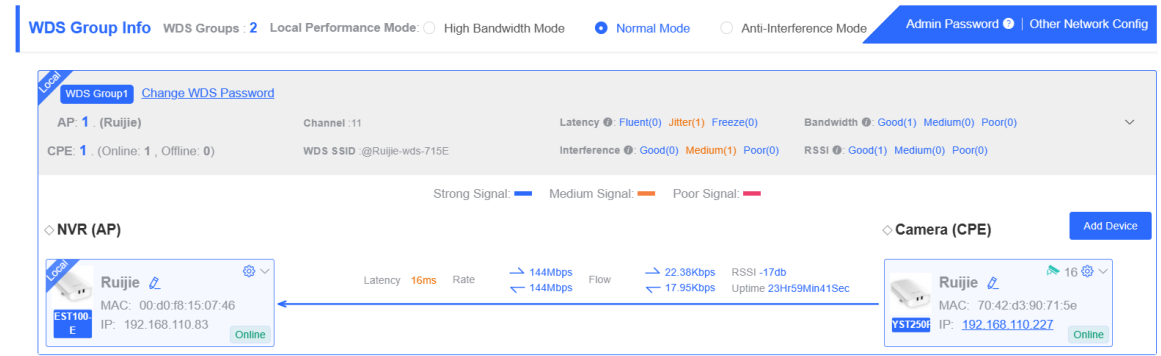 WDS Group Info WDS Groups : 2 Local Performance Mode: High Bandwidth Mode Normal Mode Anti-Interference Mode Admin Password ? | Other Network Config
Local
WDS Group1 Change WDS Password
AP: 1 . (Ruijie) Channel :11 Latency : Fluent(0) Jitter(1) Freeze(0) Bandwidth : Good(1) Medium(0) Poor(0)
CPE: 1 . (Online: 1 , Offline: 0) WDS SSID :@Ruijie-wds-715E Interference : Good(0) Medium(1) Poor(0) RSSI : Good(1) Medium(0) Poor(0)
Strong Signal: Medium Signal: Poor Signal:
NVR (AP) Camera (CPE) Add Device
Local
Ruijie
MAC: 00:d0:f8:15:07:46
EST100-E
IP: 192.168.110.83
Online
Latency 16ms Rate 144Mbps Flow 22.38Kbps RSSI -17db
144Mbps 17.95Kbps Uptime 23Hr59Min41Sec
Ruijie 16
MAC: 70:42:d3:90:71:5e
YST250F IP: 192.168.110.227
Online